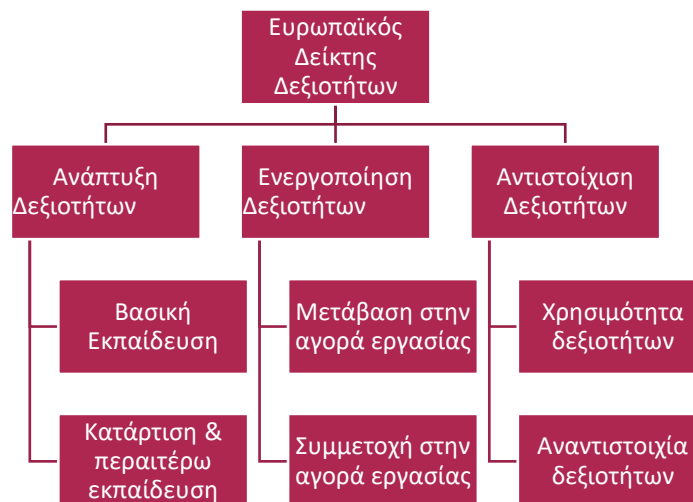 Ευρωπαϊκός
Δείκτης
Δεξιοτήτων
Ανάπτυξη
Δεξιοτήτων
Ενεργοποίηση
Δεξιοτήτων
Αντιστοίχιση
Δεξιοτήτων
Βασική
Εκπαίδευση
Μετάβαση στην
αγορά εργασίας
Χρησιμότητα
δεξιοτήτων
Κατάρτιση &
περαιτέρω
εκπαίδευση
Συμμετοχή στην
αγορά εργασίας
Αναντιστοιχία
δεξιοτήτων